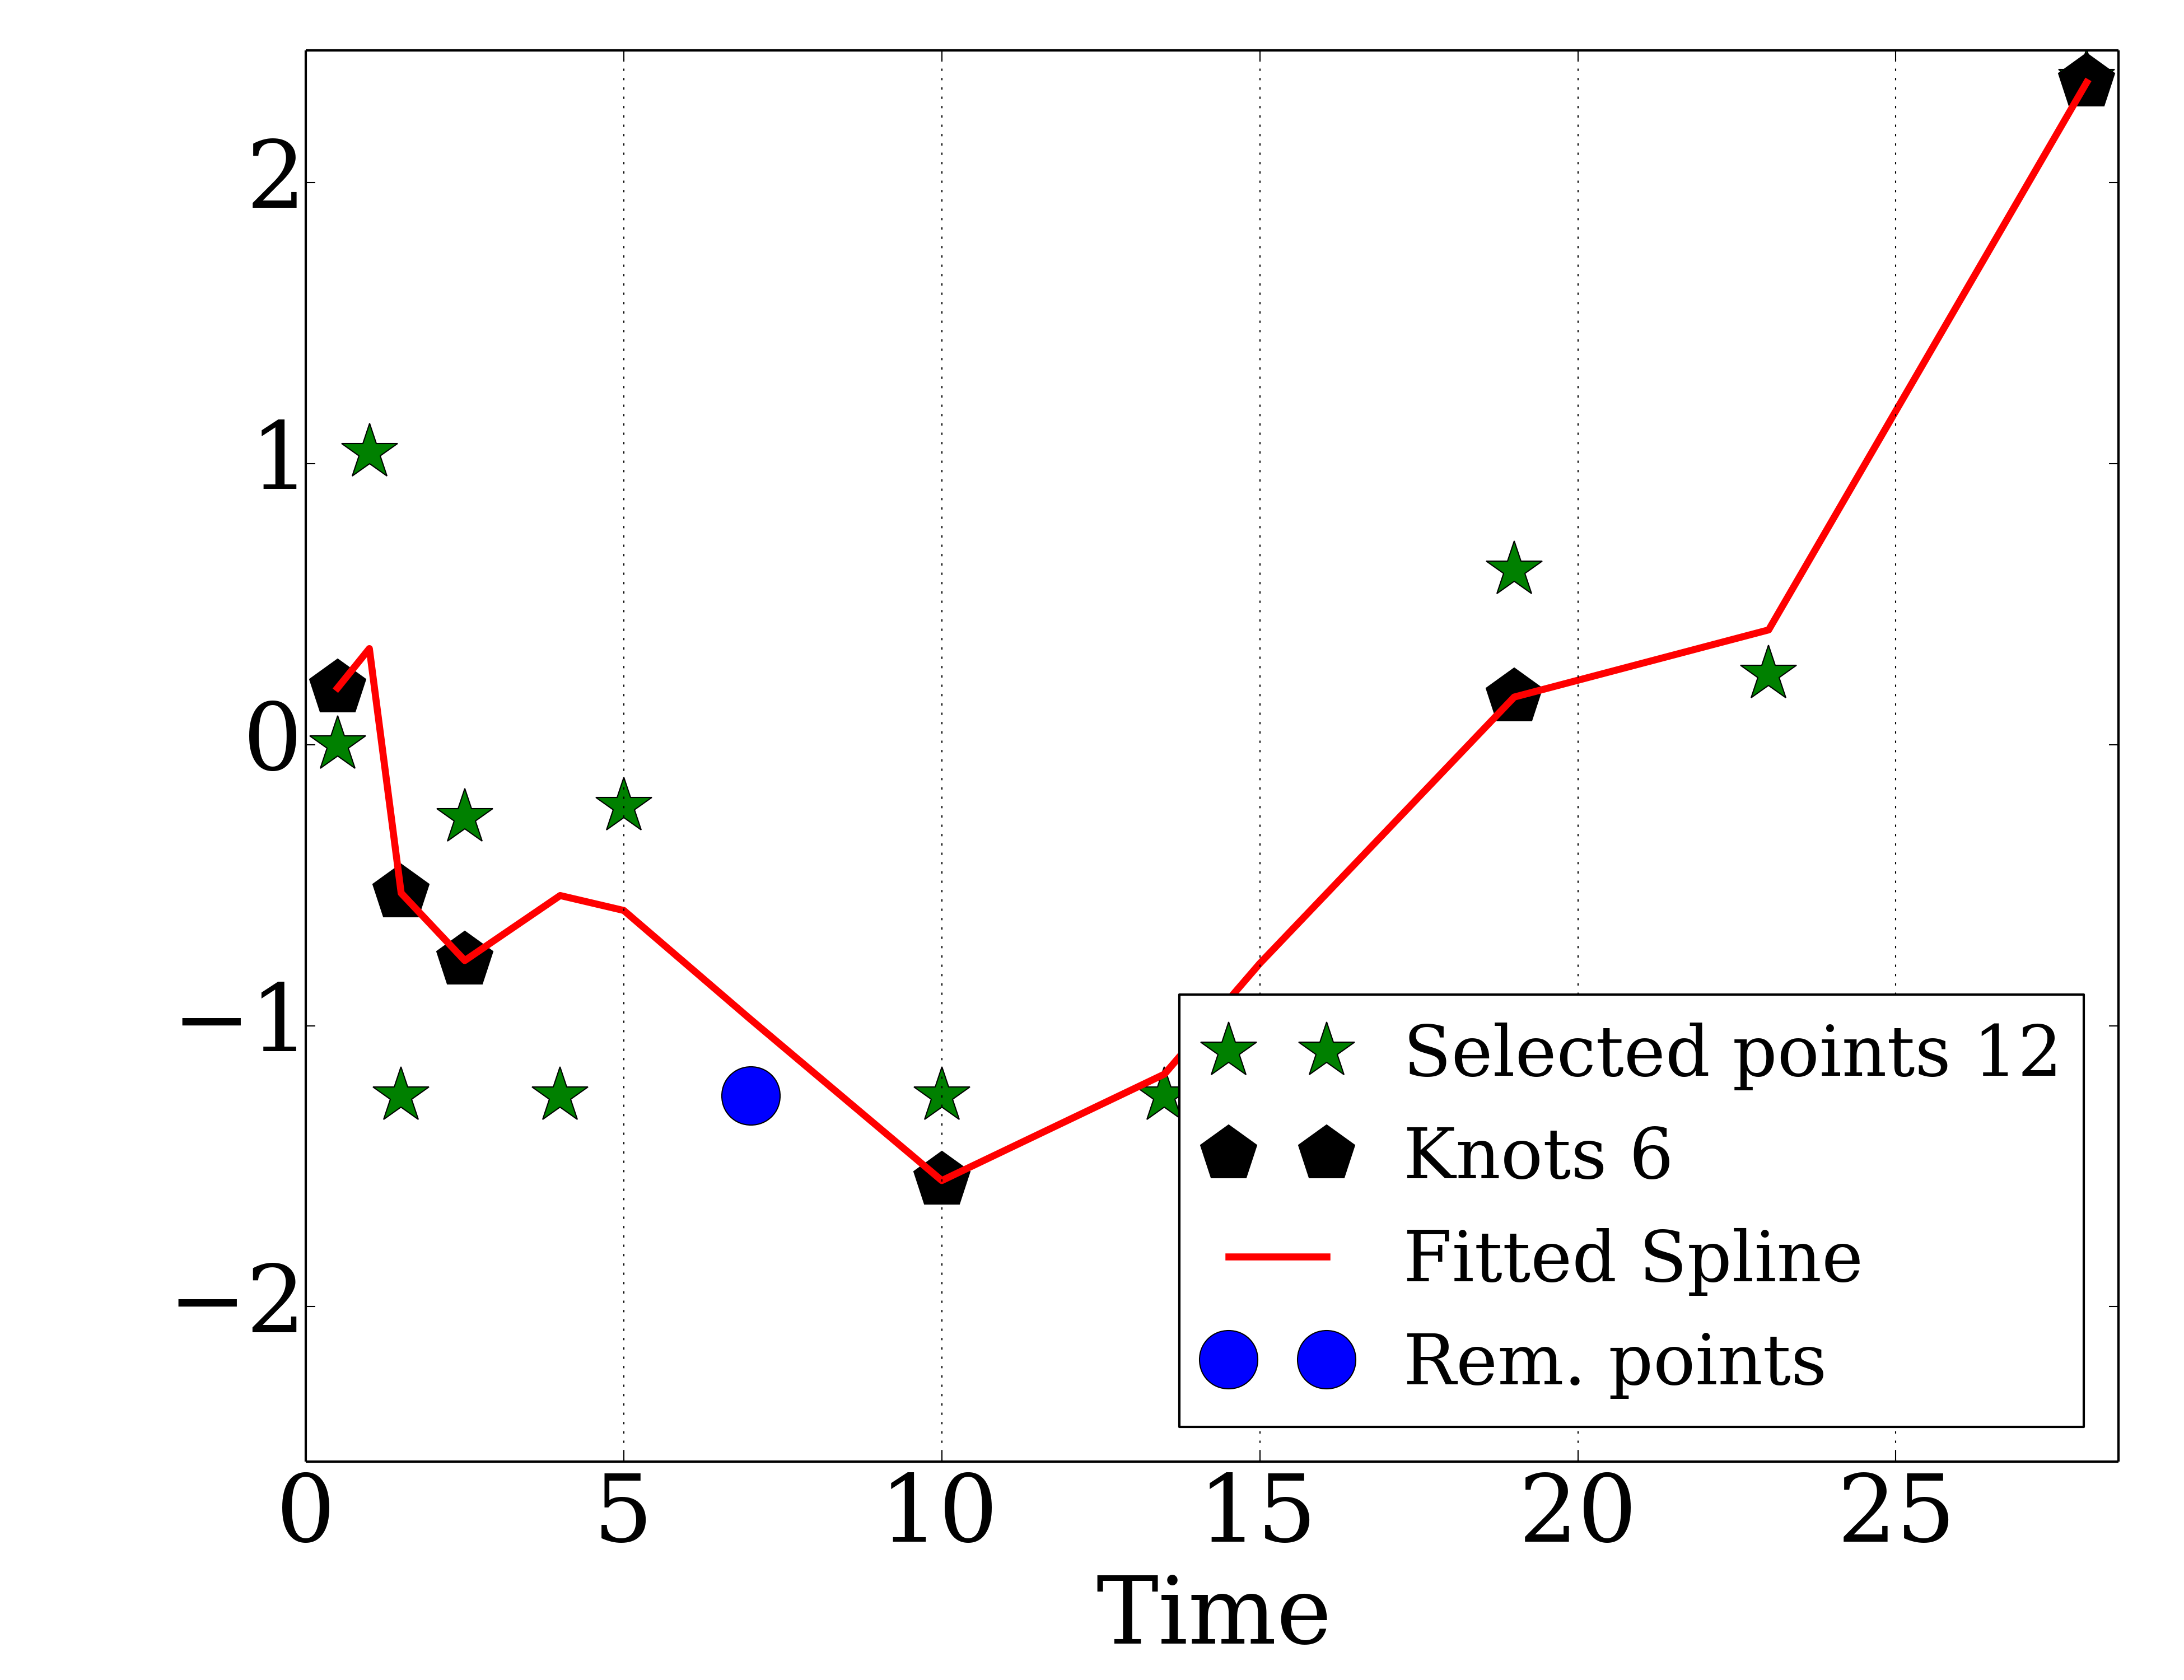 2
1
0
−1
−2
Selected points 12
Knots 6
Fitted Spline
Rem. points
0 5 10 15 20 25
Time